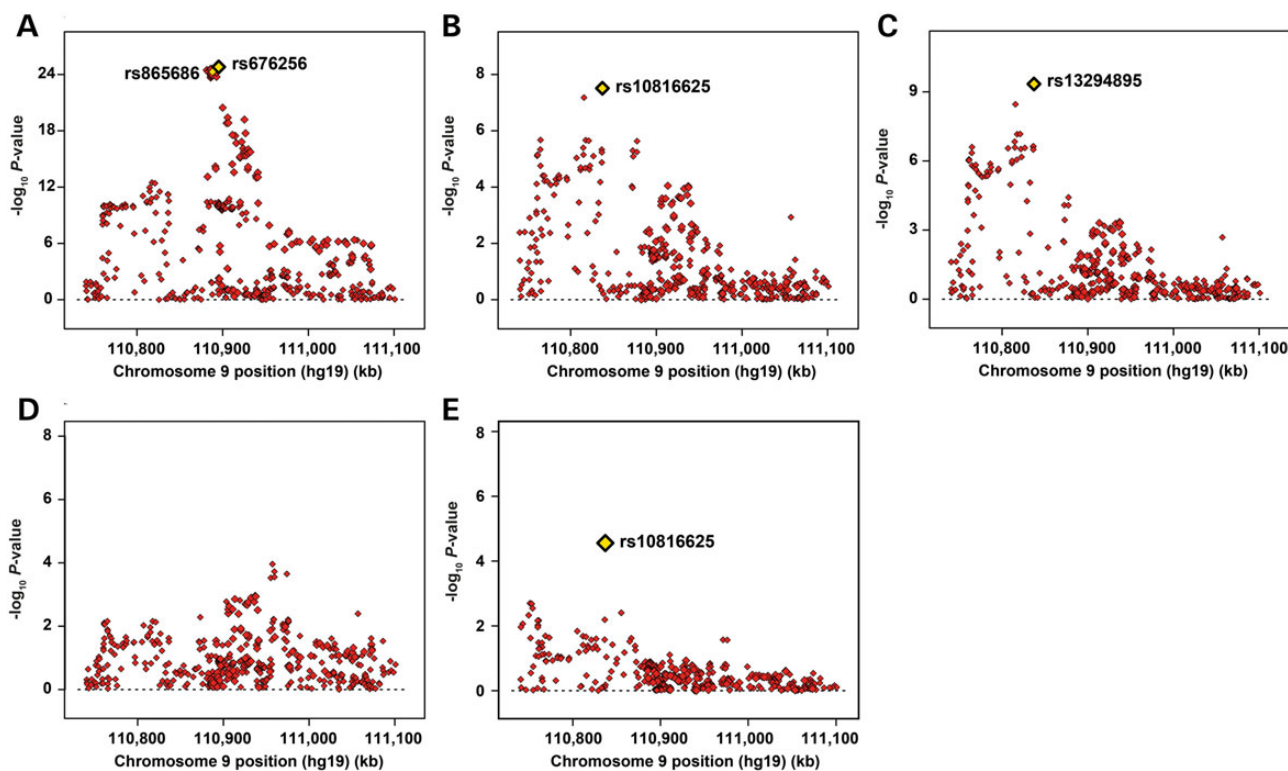 A
24
18
12
6
0
-log10 P-value
rs865686
rs676256
110,800 110,900 111,000 111,100
Chromosome 9 position (hg19) (kb)
B
8
6
4
2
0
-log10 P-value
rs10816625
110,800 110,900 111,000 111,100
Chromosome 9 position (hg19) (kb)
C
9
6
3
0
-log10 P-value
rs13294895
110,800 110,900 111,000 111,100
Chromosome 9 position (hg19) (kb)
D
8
6
4
2
0
-log10 P-value
110,800 110,900 111,000 111,100
Chromosome 9 position (hg19) (kb)
E
8
6
4
2
0
-log10 P-value
rs10816625
110,800 110,900 111,000 111,100
Chromosome 9 position (hg19) (kb)